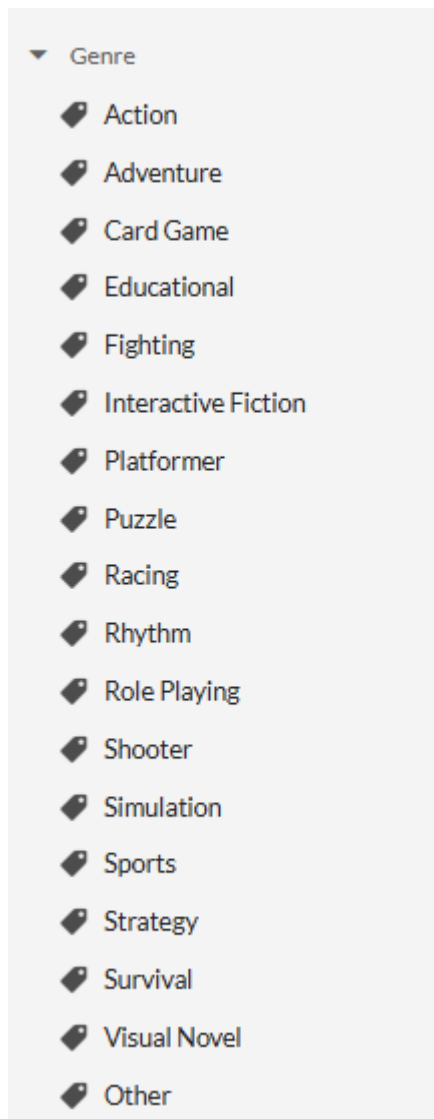 Genre
Action
Adventure
Card Game
Educational
Fighting
Interactive Fiction
Platformer
Puzzle
Racing
Rhythm
Role Playing
Shooter
Simulation
Sports
Strategy
Survival
Visual Novel
Other